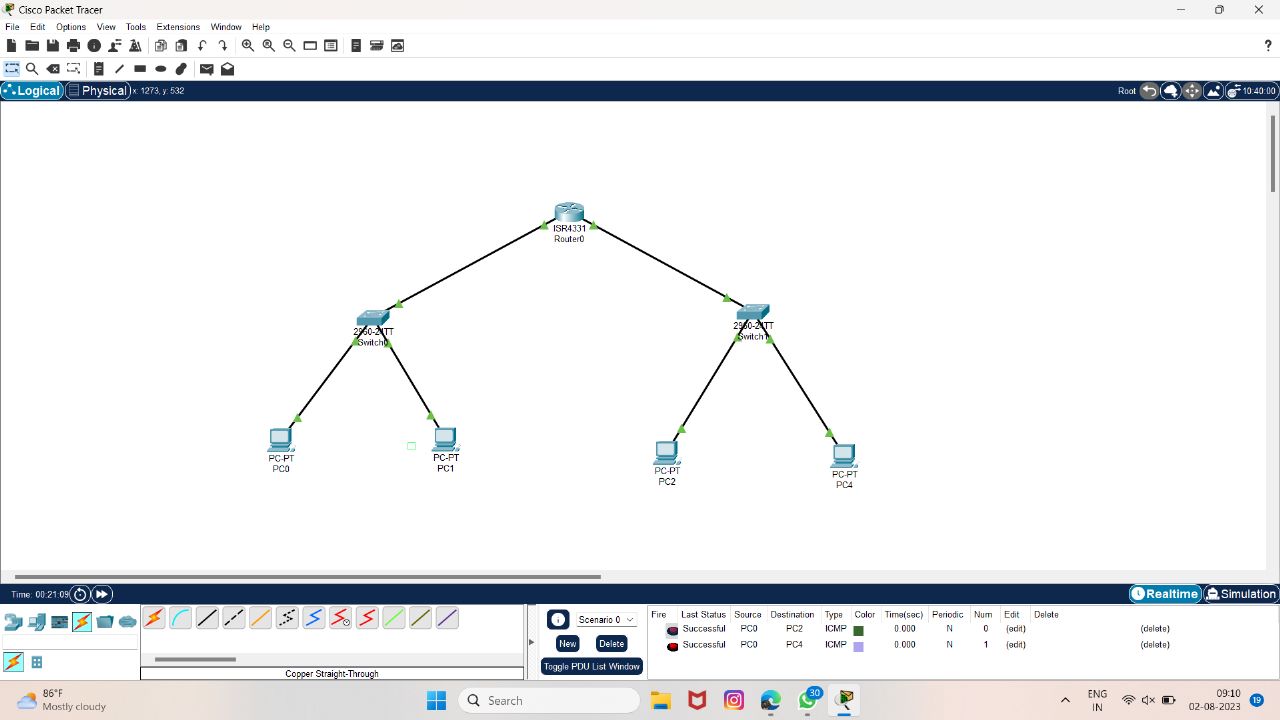 Cisco Packet Tracer
File Edit Options View Tools Extensions Window Help
?
Logical Physical x: 1273, y: 532 Root 10:40:00
ISR4331
Router0
2960-24TT
Switch0
2960-24TT
Switch1
PC-PT
PC0
PC-PT
PC1
PC-PT
PC2
PC-PT
PC4
Time: 00:21:09 Realtime Simulation
Scenario 0
New Delete
Toggle PDU List Window
Fire Last Status Source Destination Type Color Time(sec) Periodic Num Edit Delete
Successful PC0 PC2 ICMP 0.000 N 0 (edit) (delete)
Successful PC0 PC4 ICMP 0.000 N 1 (edit) (delete)
Copper Straight-Through
86°F
Mostly cloudy
Search
30
ENG
IN
09:10
02-08-2023
19